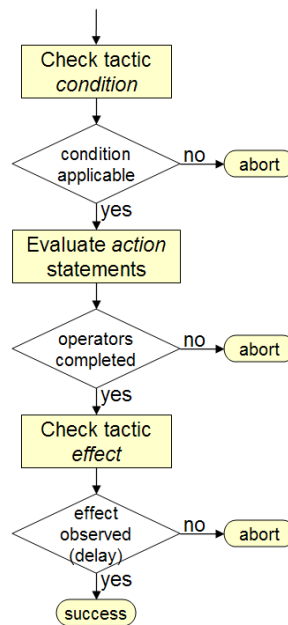 Check tactic
condition
condition
applicable
no
abort
yes
Evaluate action
statements
operators
completed
no
abort
yes
Check tactic
effect
effect
observed
(delay)
no
abort
yes
success